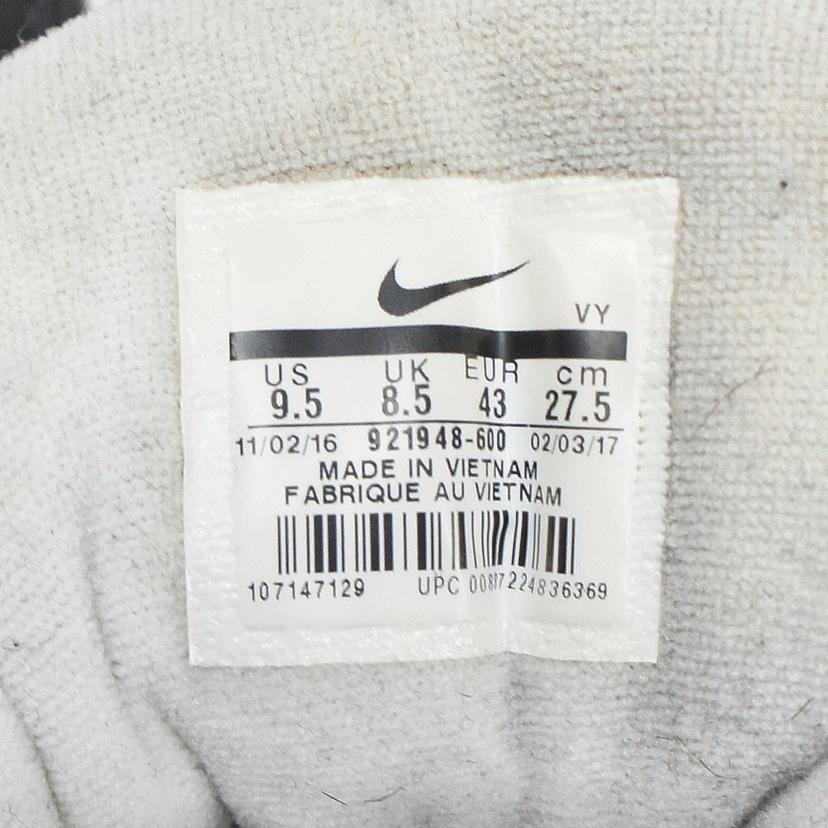 VY
US UK EUR cm
9.5 8.5 43 27.5
11/02/16 921948-600 02/03/17
MADE IN VIETNAM
FABRIQUE AU VIETNAM
107147129 UPC 00887224836369